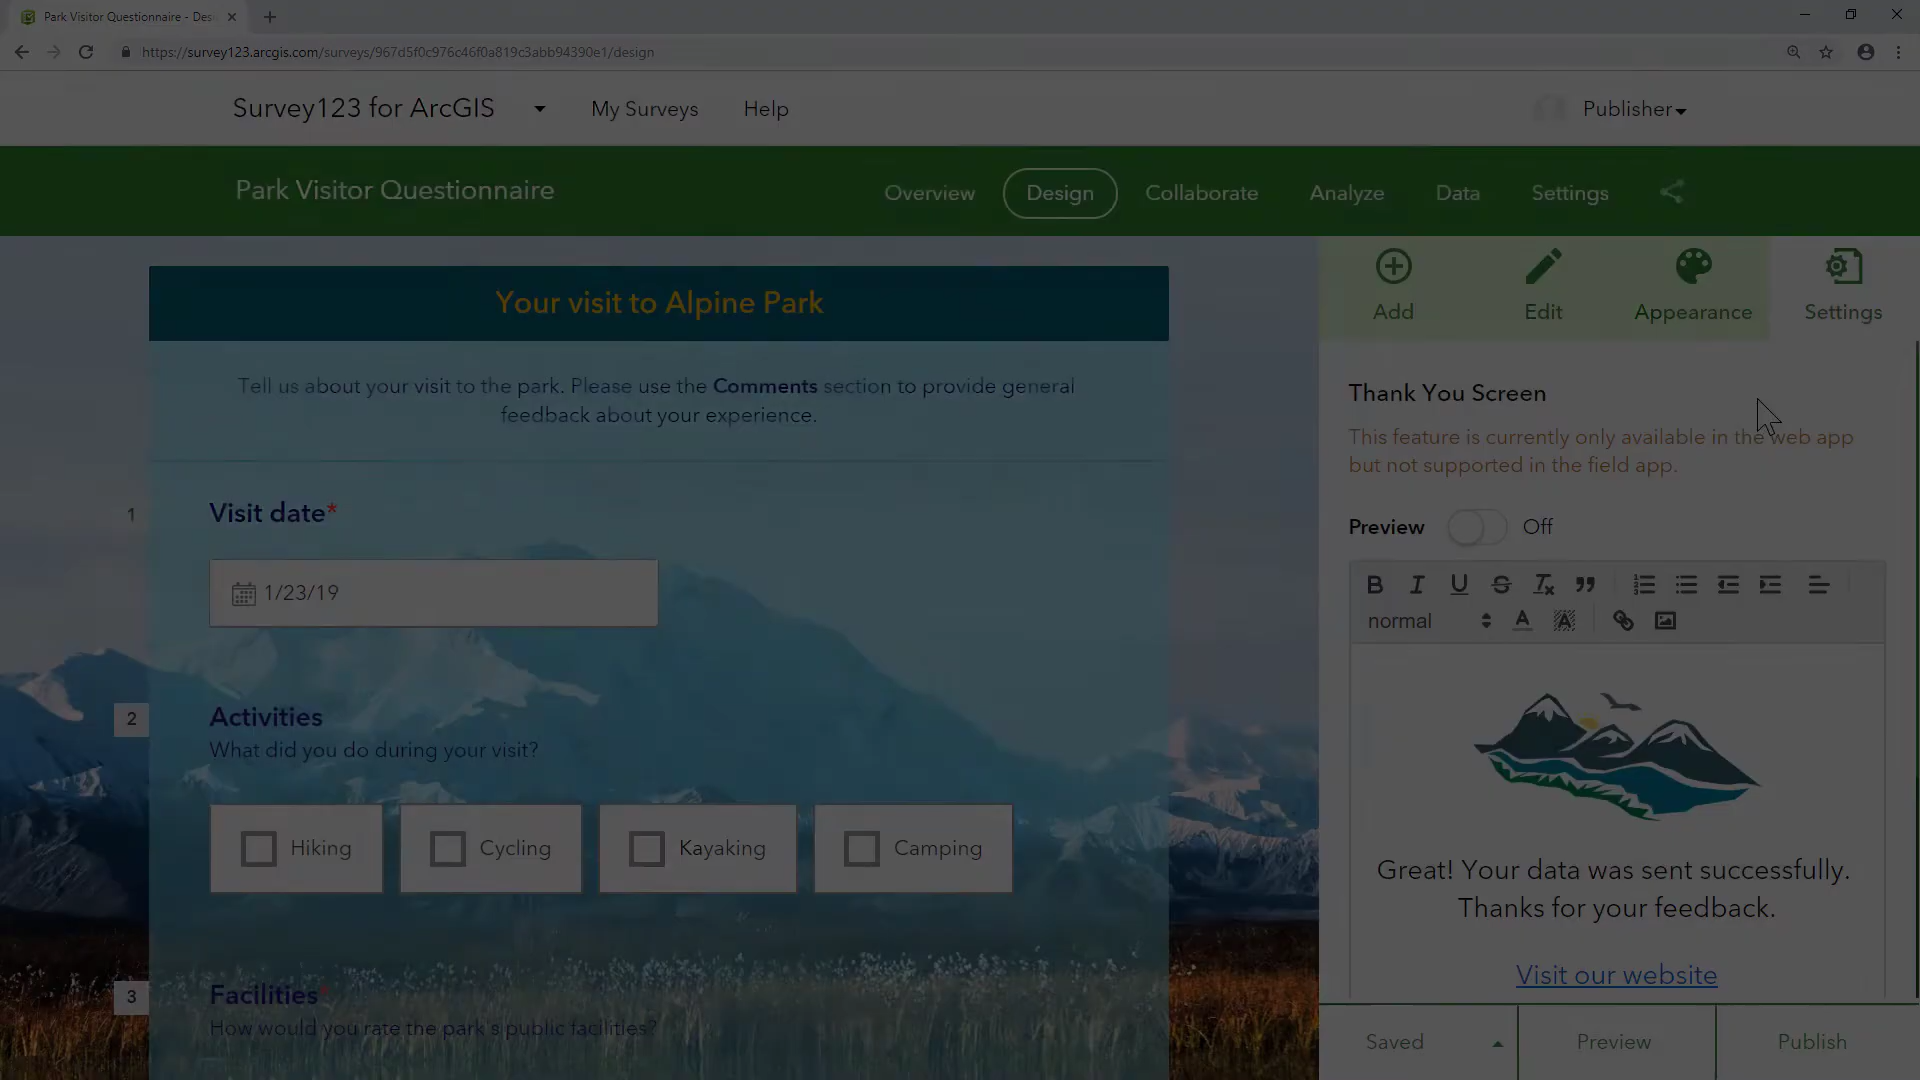 Park Visitor Questionnaire - Des
https://survey123.arcgis.com/surveys/967d5f0c976c46f0a819c3abb94390e1/design
Survey123 for ArcGIS
My Surveys
Help
Publisher
Park Visitor Questionnaire
Overview
Design
Collaborate
Analyze
Data
Settings
Add
Edit
Appearance
Settings
Your visit to Alpine Park
Tell us about your visit to the park. Please use the Comments section to provide general
feedback about your experience.
1
Visit date*
1/23/19
2
Activities
What did you do during your visit?
Hiking
Cycling
Kayaking
Camping
3
Facilities*
How would you rate the park's public facilities?
Thank You Screen
This feature is currently only available in the web app
but not supported in the field app.
Preview
Off
normal
Great! Your data was sent successfully.
Thanks for your feedback.
Visit our website
Saved
Preview
Publish